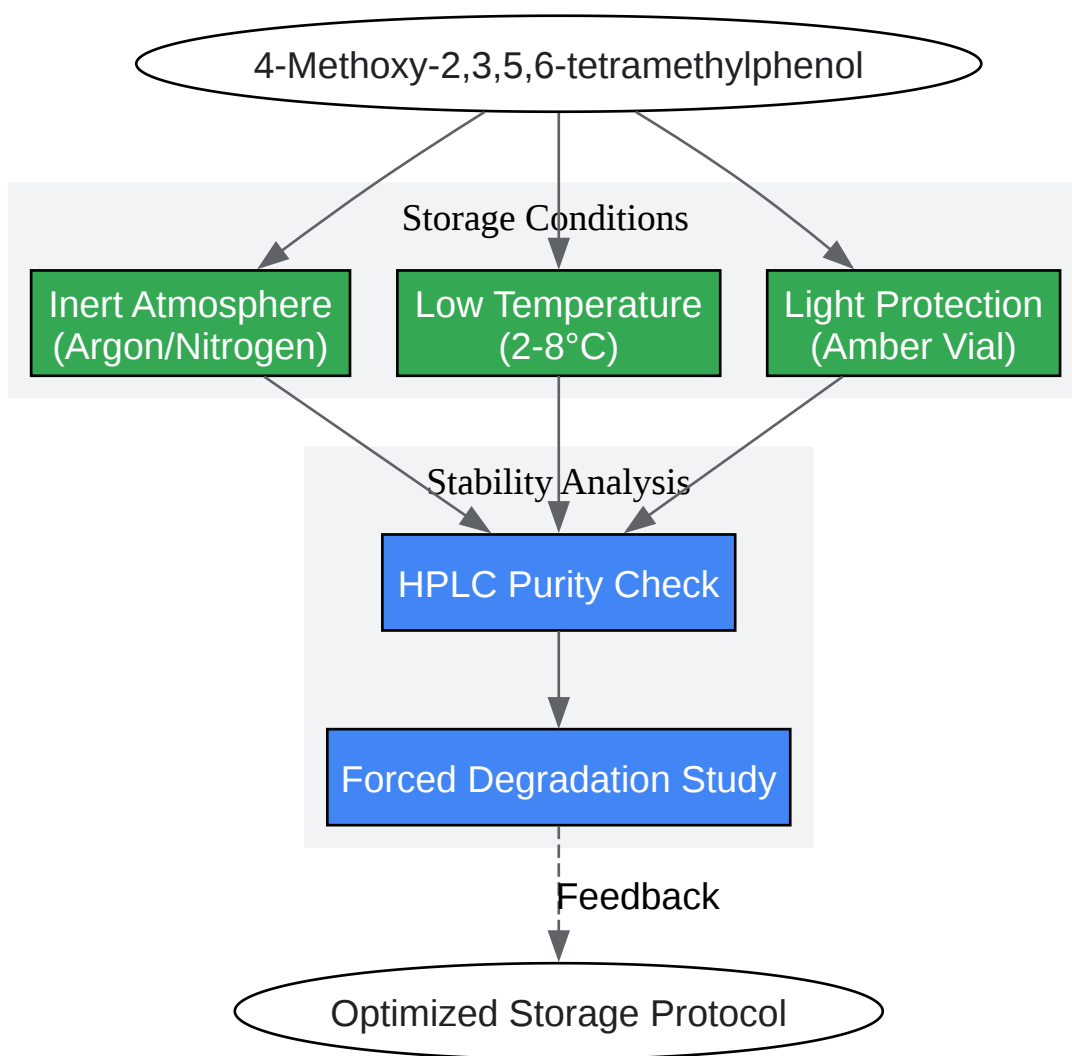 4-Methoxy-2,3,5,6-tetramethylphenol
Storage Conditions
Inert Atmosphere
(Argon/Nitrogen)
Low Temperature
(2-8°C)
Light Protection
(Amber Vial)
Stability Analysis
HPLC Purity Check
Forced Degradation Study
Feedback
Optimized Storage Protocol